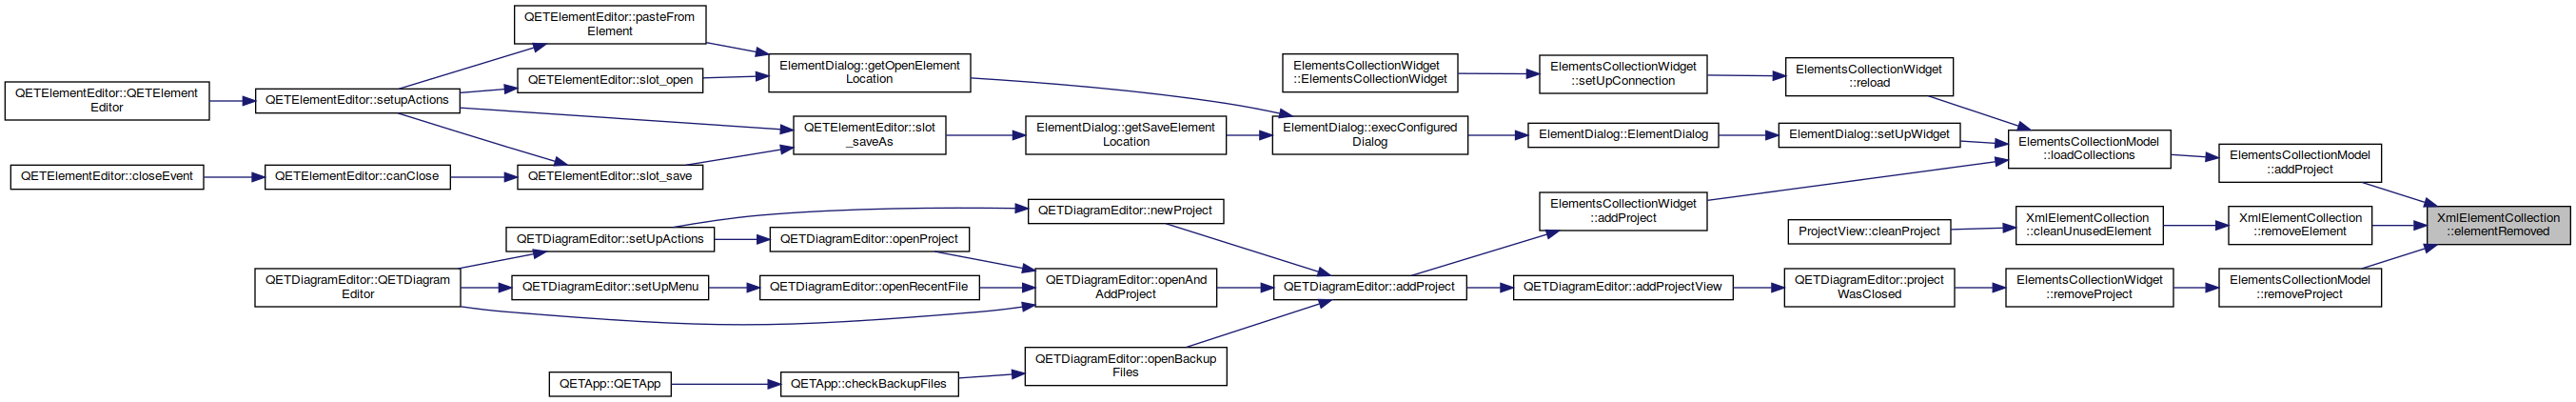 QETElementEditor::pasteFrom
Element
ElementDialog::getOpenElement
Location
ElementsCollectionWidget
::ElementsCollectionWidget
ElementsCollectionWidget
::setUpConnection
ElementsCollectionWidget
::reload
QETElementEditor::QETElement
Editor
QETElementEditor::setupActions
QETElementEditor::slot_open
QETElementEditor::slot
_saveAs
ElementDialog::getSaveElement
Location
ElementDialog::execConfigured
Dialog
ElementDialog::ElementDialog
ElementDialog::setUpWidget
ElementsCollectionModel
::loadCollections
ElementsCollectionModel
::addProject
QETElementEditor::closeEvent
QETElementEditor::canClose
QETElementEditor::slot_save
QETDiagramEditor::newProject
ElementsCollectionWidget
::addProject
ProjectView::cleanProject
XmlElementCollection
::cleanUnusedElement
XmlElementCollection
::removeElement
XmlElementCollection
::elementRemoved
QETDiagramEditor::setUpActions
QETDiagramEditor::openProject
QETDiagramEditor::QETDiagram
Editor
QETDiagramEditor::setUpMenu
QETDiagramEditor::openRecentFile
QETDiagramEditor::openAnd
AddProject
QETDiagramEditor::addProject
QETDiagramEditor::addProjectView
QETDiagramEditor::project
WasClosed
ElementsCollectionWidget
::removeProject
ElementsCollectionModel
::removeProject
QETDiagramEditor::openBackup
Files
QETApp::QETApp
QETApp::checkBackupFiles